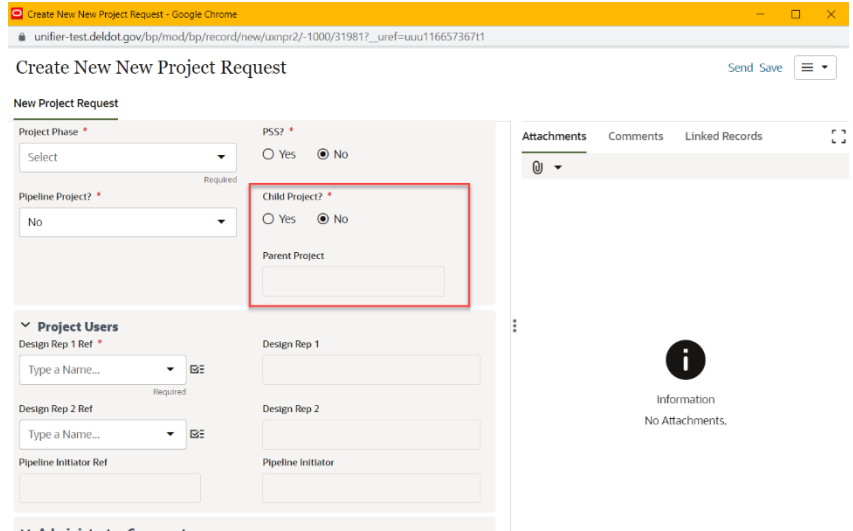 Create New New Project Request - Google Chrome
unifier-test.deldot.gov/bp/mod/bp/record/new/uxnpr2/-1000/31981?_uref=uuu116657367t1
Create New New Project Request
Send Save
New Project Request
Project Phase *
PSS? *
Select
Yes No
Required
Pipeline Project? *
Child Project? *
No
Yes No
Parent Project
Project Users
Design Rep 1 Ref *
Design Rep 1
Type a Name...
Required
Design Rep 2 Ref
Design Rep 2
Type a Name...
Pipeline Initiator Ref
Pipeline Initiator
Attachments Comments Linked Records
Information
No Attachments.